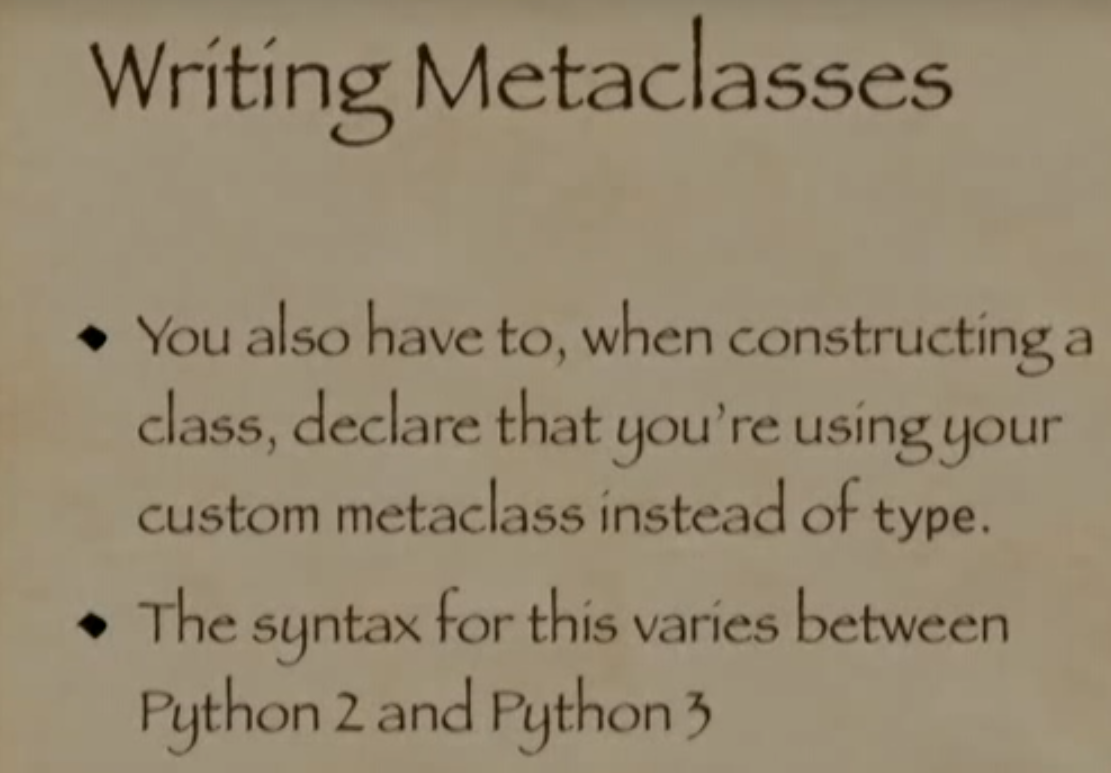 Writing Metaclasses
You also have to, when constructing a
class, declare that you're using your
custom metaclass instead of type.
The syntax for this varies between
Python 2 and Python 3